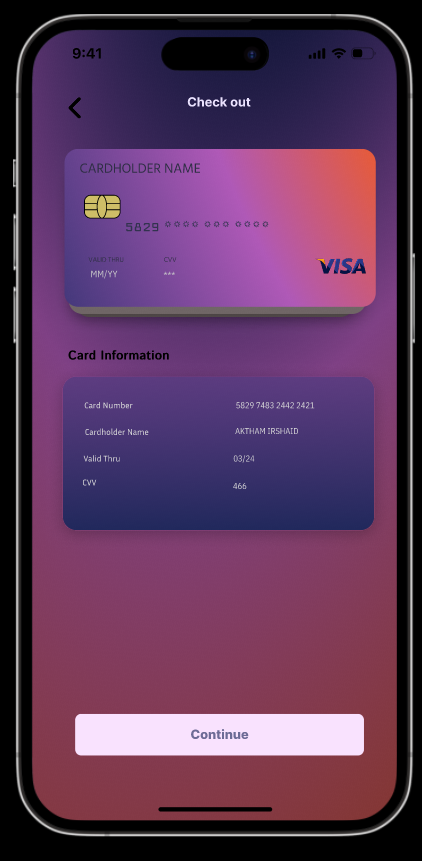 9:41
Check out
CARDHOLDER NAME
5829 °°°° °°° °°°°
VALID THRU CVV
MM/YY ***
VISA
Card Information
Card Number 5829 7483 2442 2421
Cardholder Name AKTHAM IRSHAID
Valid Thru 03/24
CVV 466
Continue